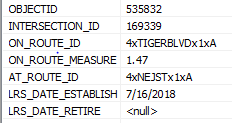 OBJECTID 535832
INTERSECTION_ID 169339
ON_ROUTE_ID 4xTIGERBLVDx1xA
ON_ROUTE_MEASURE 1.47
AT_ROUTE_ID 4xNEJSTx1xA
LRS_DATE_ESTABLISH 7/16/2018
LRS_DATE_RETIRE <null>